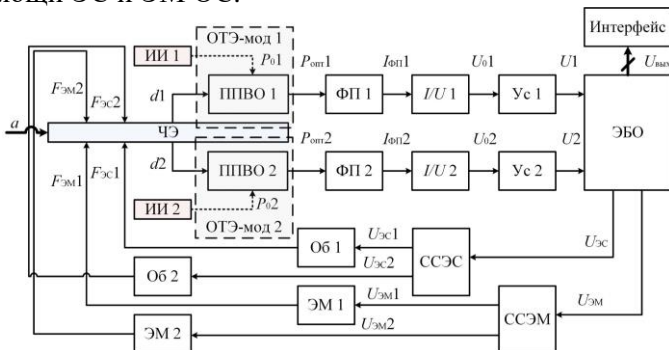 ОТЭ-мод 1
Интерфейс
ИИ 1
P₀1
Fэм2
Fэс2
d1
ППВО 1
Pопт1
ФП 1
IФП1
I/U 1
U₀1
Ус 1
U1
Uвых
ЭБО
a
ЧЭ
Fэм1
Fэс1
d2
ППВО 2
Pопт2
ФП 2
IФП2
I/U 2
U₀2
Ус 2
U2
ИИ 2
P₀2
ОТЭ-мод 2
Об 1
Uэс1
Uэс2
ССЭС
Uэс
Об 2
ЭМ 1
Uэм1
Uэм2
ССЭМ
Uэм
ЭМ 2